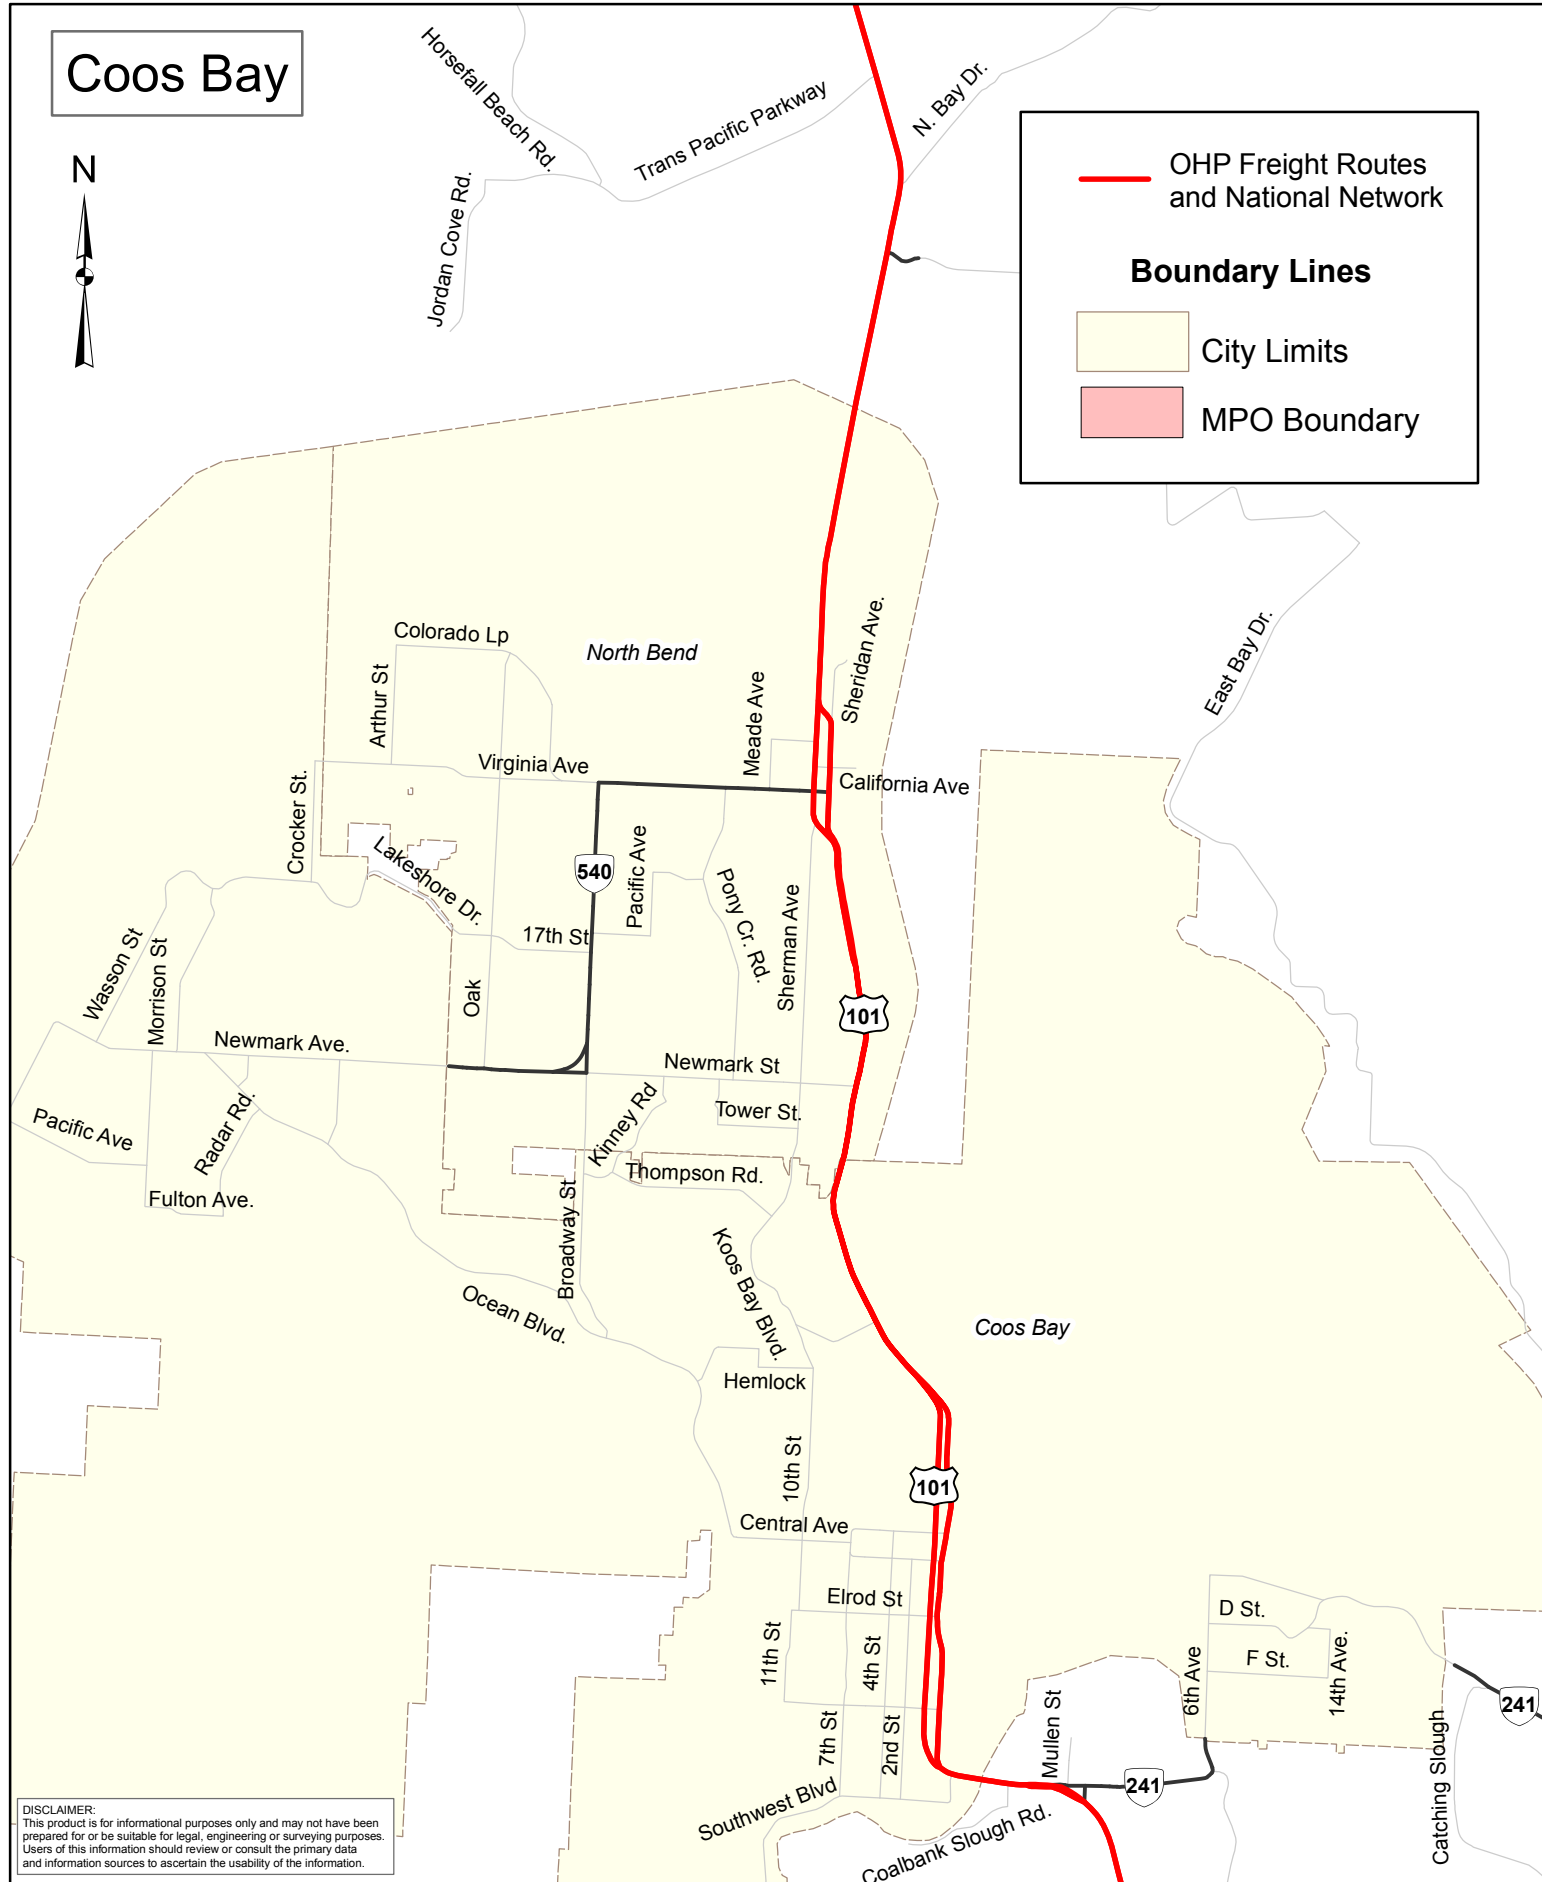 Coos Bay
N
Horsefall Beach Rd.
Trans Pacific Parkway
N. Bay Dr.
Jordan Cove Rd.
OHP Freight Routes
and National Network
Boundary Lines
City Limits
MPO Boundary
East Bay Dr.
Colorado Lp
North Bend
Arthur St
Meade Ave
Sheridan Ave.
Virginia Ave
California Ave
Crocker St.
Lakeshore Dr.
540
Pacific Ave
Pony Cr. Rd.
Sherman Ave
17th St
Wasson St
Morrison St
Oak
101
Newmark Ave.
Newmark St
Pacific Ave
Radar Rd.
Kinney Rd
Tower St.
Fulton Ave.
Thompson Rd.
Broadway St.
Koos Bay Blvd.
Ocean Blvd.
Coos Bay
Hemlock
10th St
101
Central Ave
Elrod St
D St.
F St.
11th St
4th St
6th Ave
14th Ave.
7th St
2nd St
Mullen St
241
241
Catching Slough
Southwest Blvd
Coalbank Slough Rd.
DISCLAIMER:
This product is for informational purposes only and may not have been
prepared for or be suitable for legal, engineering or surveying purposes.
Users of this information should review or consult the primary data
and information sources to ascertain the usability of the information.